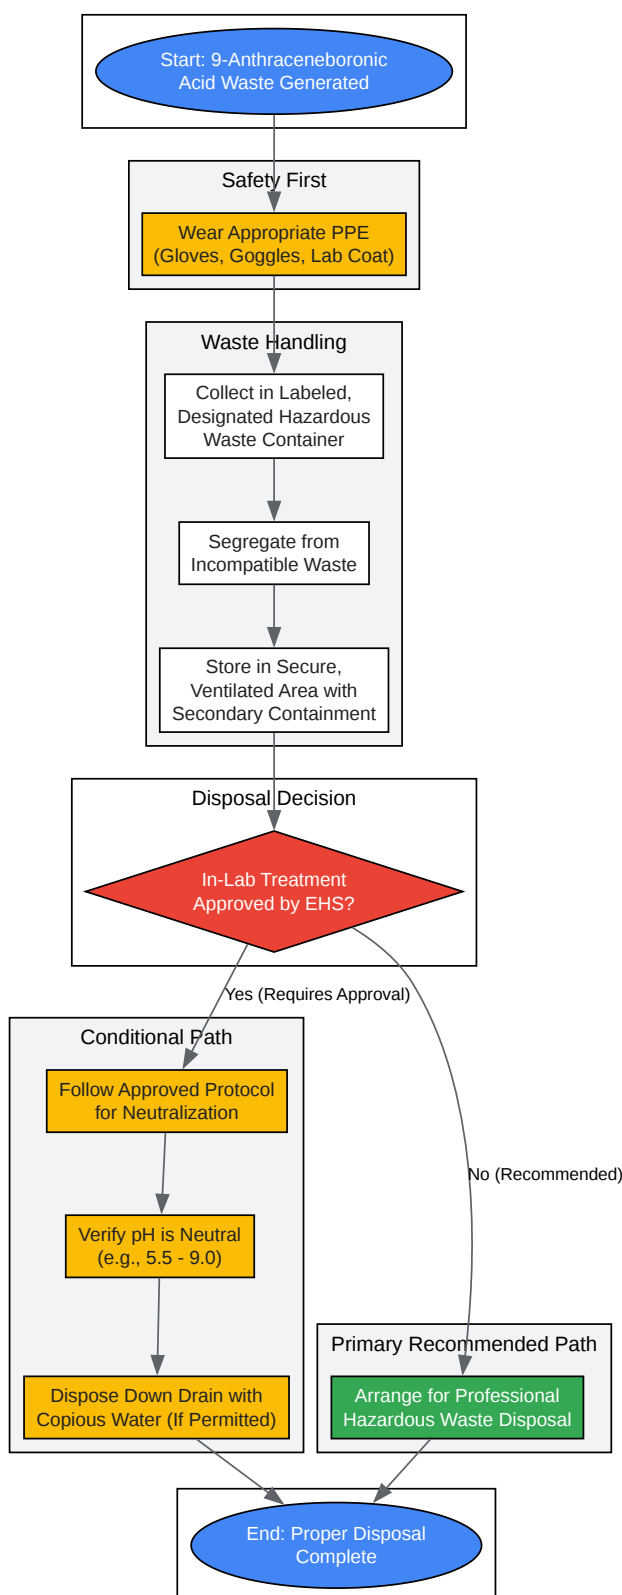 Start: 9-Anthraceneboronic
Acid Waste Generated
Safety First
Wear Appropriate PPE
(Gloves, Goggles, Lab Coat)
Waste Handling
Collect in Labeled,
Designated Hazardous
Waste Container
Segregate from
Incompatible Waste
Store in Secure,
Ventilated Area with
Secondary Containment
Disposal Decision
In-Lab Treatment
Approved by EHS?
Yes (Requires Approval)
Conditional Path
Follow Approved Protocol
for Neutralization
Verify pH is Neutral
(e.g., 5.5 - 9.0)
Dispose Down Drain with
Copious Water (If Permitted)
No (Recommended)
Primary Recommended Path
Arrange for Professional
Hazardous Waste Disposal
End: Proper Disposal
Complete